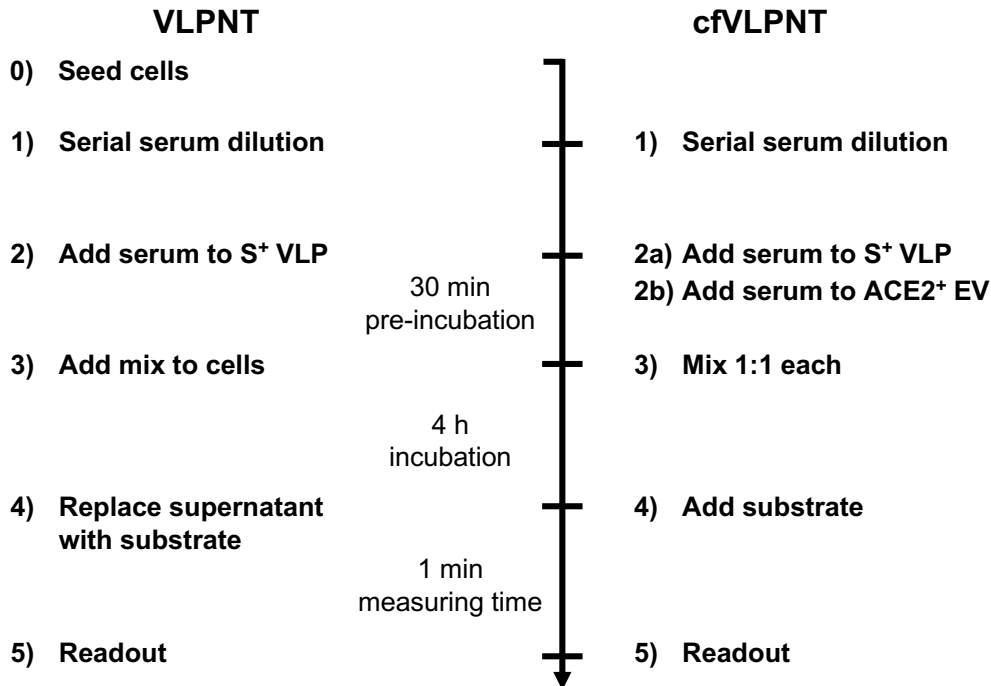 VLPNT
cfVLPNT
0) Seed cells
1) Serial serum dilution
1) Serial serum dilution
2) Add serum to S⁺ VLP
2a) Add serum to S⁺ VLP
2b) Add serum to ACE2⁺ EV
30 min
pre-incubation
3) Add mix to cells
3) Mix 1:1 each
4 h
incubation
4) Replace supernatant
with substrate
4) Add substrate
1 min
measuring time
5) Readout
5) Readout